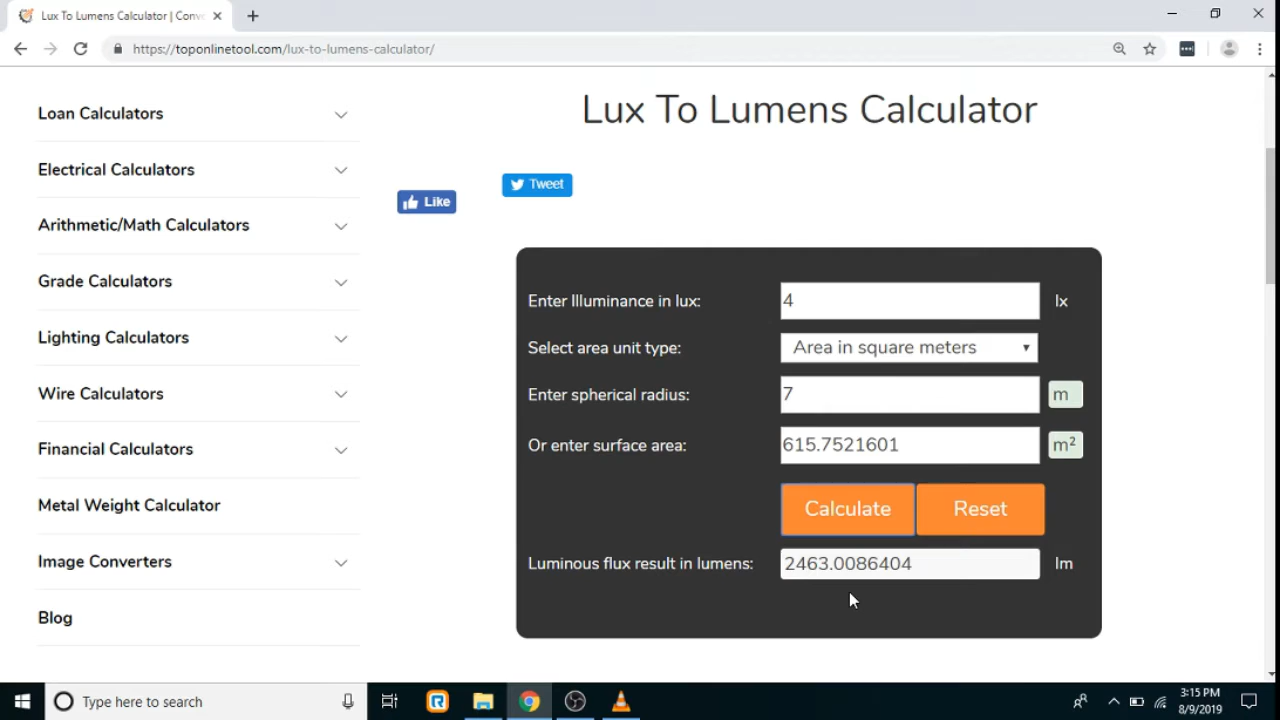 Lux To Lumens Calculator | Conv
https://toponlinetool.com/lux-to-lumens-calculator/
Loan Calculators
Electrical Calculators
Arithmetic/Math Calculators
Grade Calculators
Lighting Calculators
Wire Calculators
Financial Calculators
Metal Weight Calculator
Image Converters
Blog
Lux To Lumens Calculator
Like
Tweet
Enter Illuminance in lux: 4 lx
Select area unit type: Area in square meters
Enter spherical radius: 7 m
Or enter surface area: 615.7521601 m²
Calculate Reset
Luminous flux result in lumens: 2463.0086404 lm
Type here to search
3:15 PM
8/9/2019